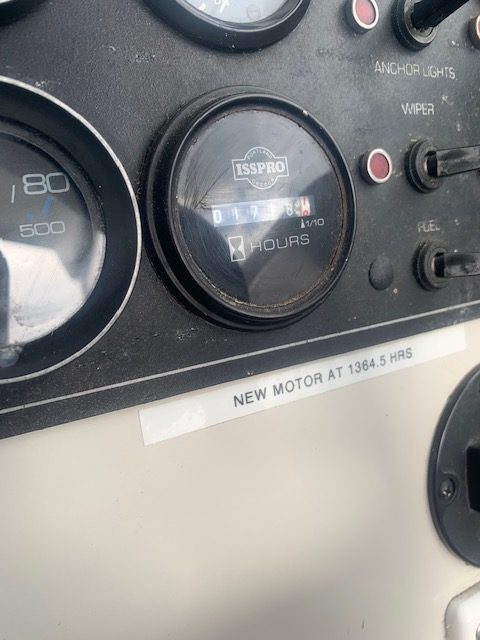 ANCHOR LIGHTS
WIPER
ISSPRO
80
500
1/10
HOURS
FUEL
NEW MOTOR AT 1364.5 HRS